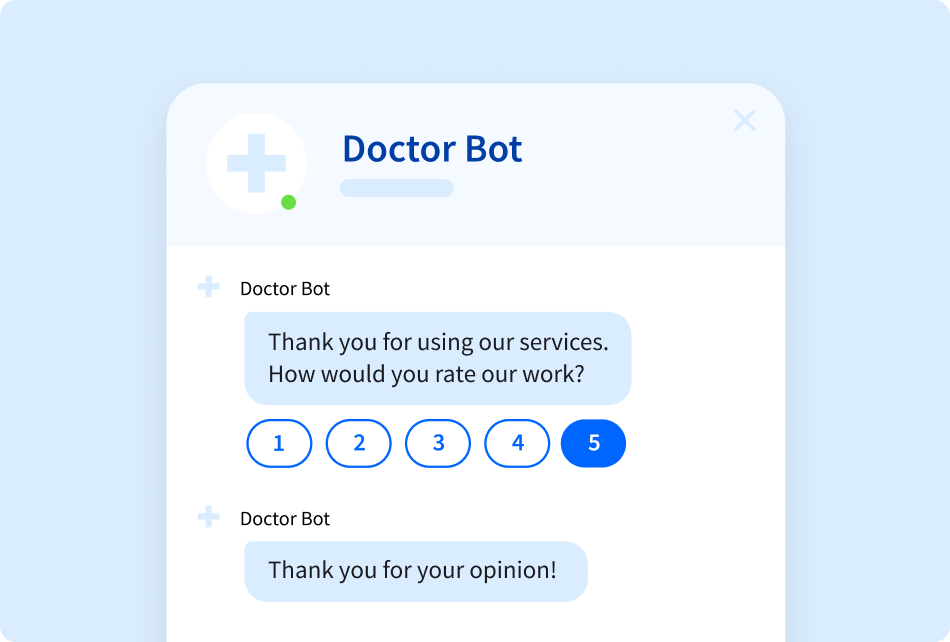 Doctor Bot
Doctor Bot
Thank you for using our services.
How would you rate our work?
1 2 3 4 5
Doctor Bot
Thank you for your opinion!